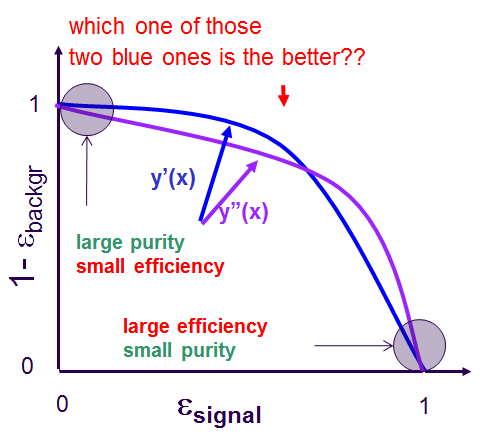 which one of those
two blue ones is the better??
1
y’(x)
y”(x)
1- εbackgr
large purity
small efficiency
large efficiency
small purity
0
0
εsignal
1